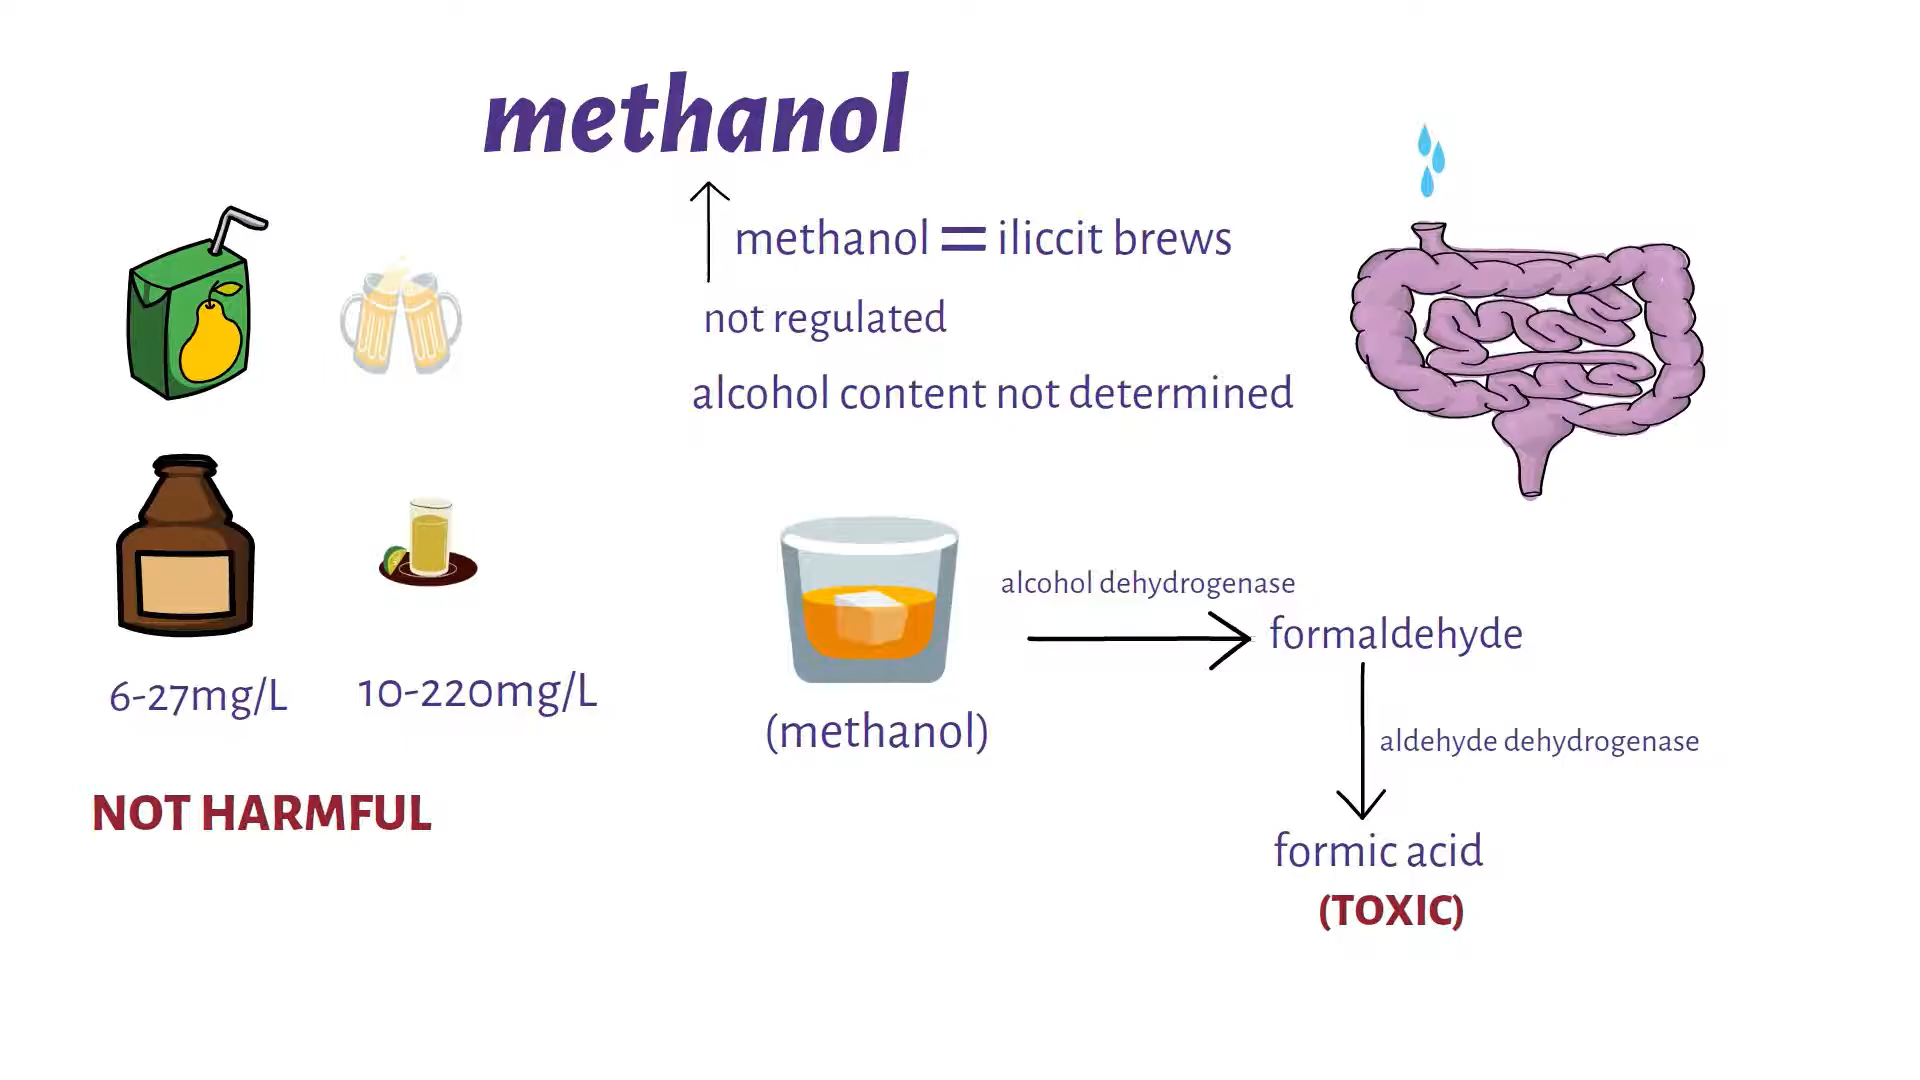 methanol
methanol = iliccit brews
not regulated
alcohol content not determined
6-27mg/L
10-220mg/L
NOT HARMFUL
(methanol)
alcohol dehydrogenase
formaldehyde
aldehyde dehydrogenase
formic acid
(TOXIC)